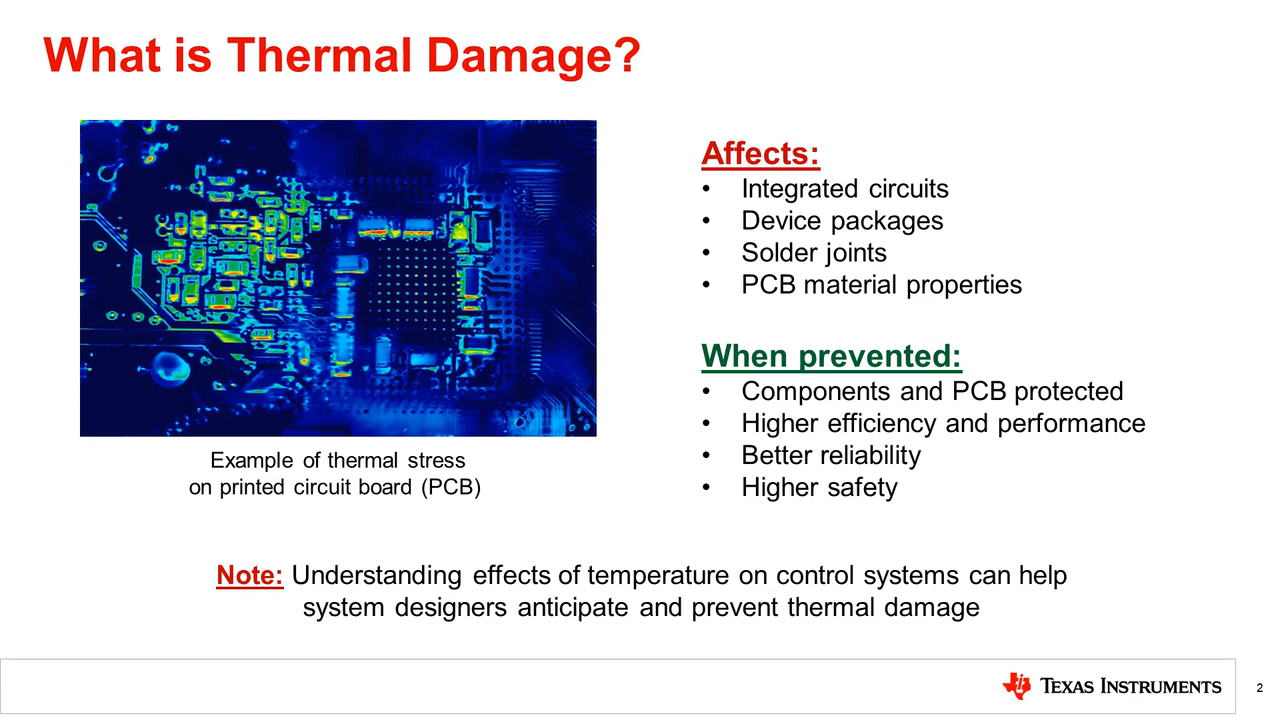 What is Thermal Damage?
Example of thermal stress
on printed circuit board (PCB)
Affects:
• Integrated circuits
• Device packages
• Solder joints
• PCB material properties
When prevented:
• Components and PCB protected
• Higher efficiency and performance
• Better reliability
• Higher safety
Note: Understanding effects of temperature on control systems can help
system designers anticipate and prevent thermal damage
TEXAS INSTRUMENTS
2